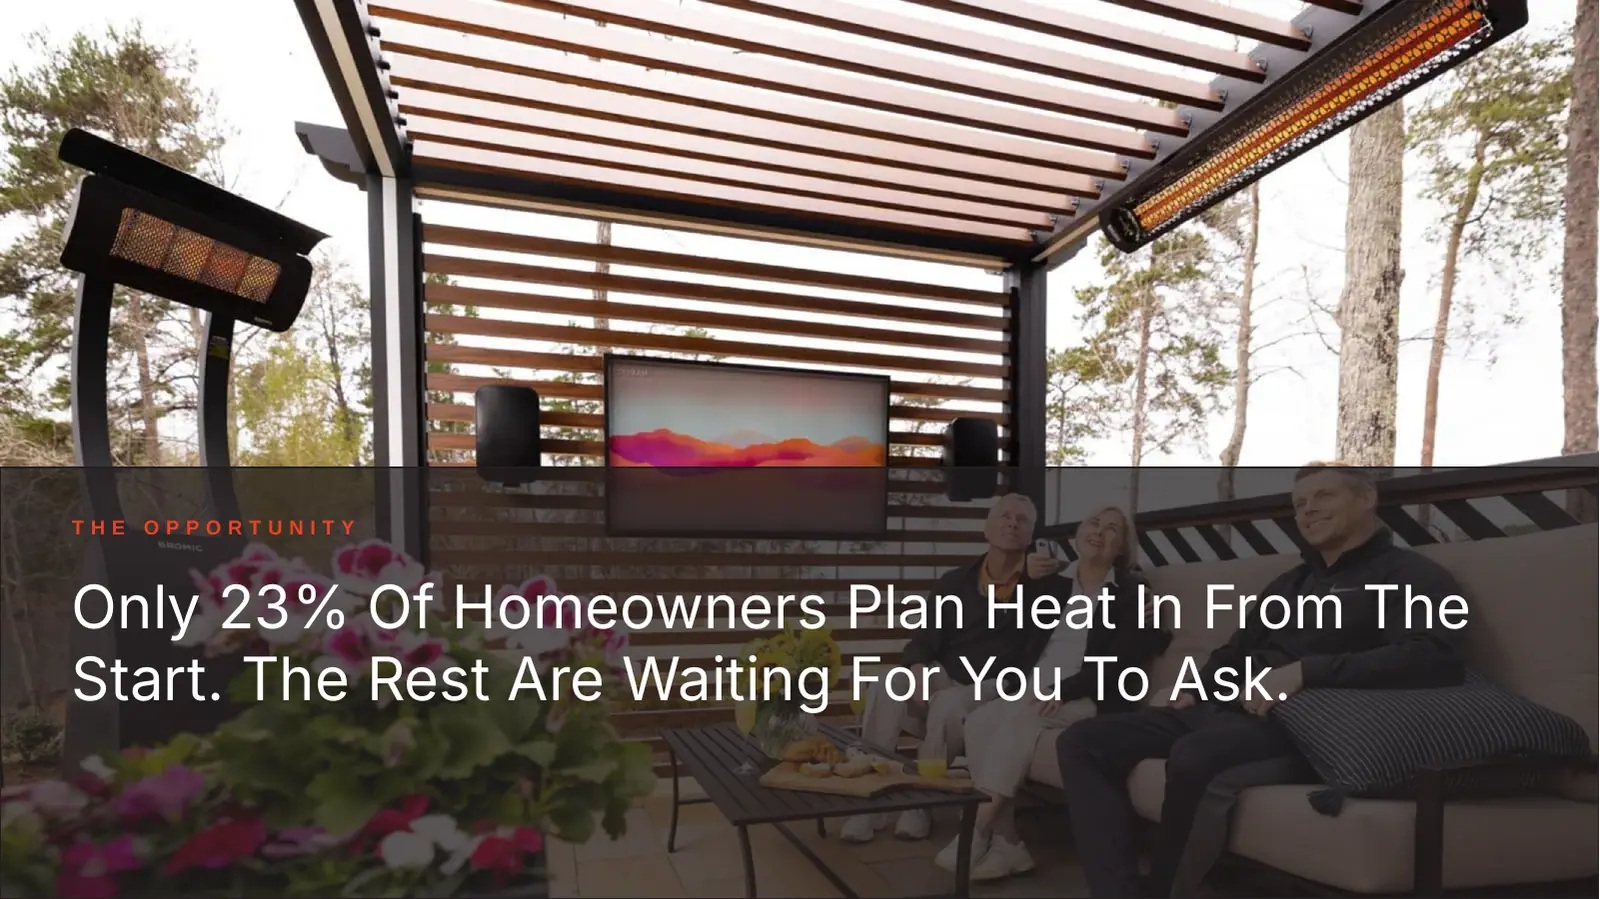 THE OPPORTUNITY
BROMIC
Only 23% Of Homeowners Plan Heat In From The
Start. The Rest Are Waiting For You To Ask.